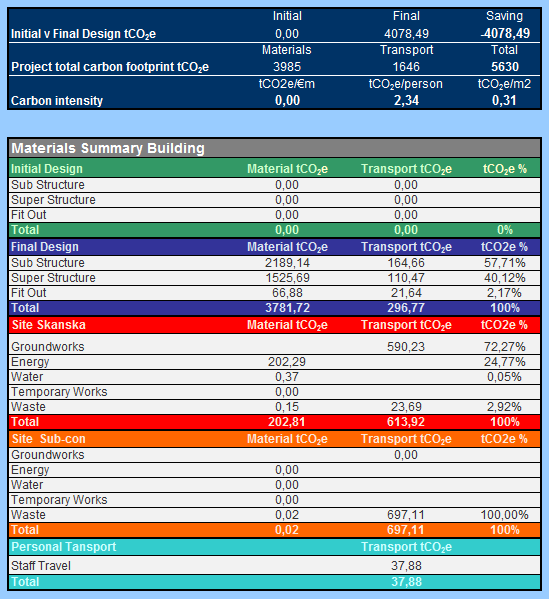 Initial Final Saving
Initial v Final Design tCO₂e 0,00 4078,49 -4078,49
Materials Transport Total
Project total carbon footprint tCO₂e 3985 1646 5630
tCO2e/€m tCO₂e/person tCO₂e/m2
Carbon intensity 0,00 2,34 0,31
Materials Summary Building
Initial Design Material tCO₂e Transport tCO₂e tCO₂e %
Sub Structure 0,00 0,00
Super Structure 0,00 0,00
Fit Out 0,00 0,00
Total 0,00 0,00 0%
Final Design Material tCO₂e Transport tCO₂e tCO2e %
Sub Structure 2189,14 164,66 57,71%
Super Structure 1525,69 110,47 40,12%
Fit Out 66,88 21,64 2,17%
Total 3781,72 296,77 100%
Site Skanska Material tCO₂e Transport tCO₂e tCO2e %
Groundworks 590,23 72,27%
Energy 202,29 24,77%
Water 0,37 0,05%
Temporary Works 0,00
Waste 0,15 23,69 2,92%
Total 202,81 613,92 100%
Site Sub-con Material tCO₂e Transport tCO₂e tCO2e %
Groundworks 0,00
Energy 0,00
Water 0,00
Temporary Works 0,00
Waste 0,02 697,11 100,00%
Total 0,02 697,11 100%
Personal Tansport Transport tCO₂e
Staff Travel 37,88
Total 37,88